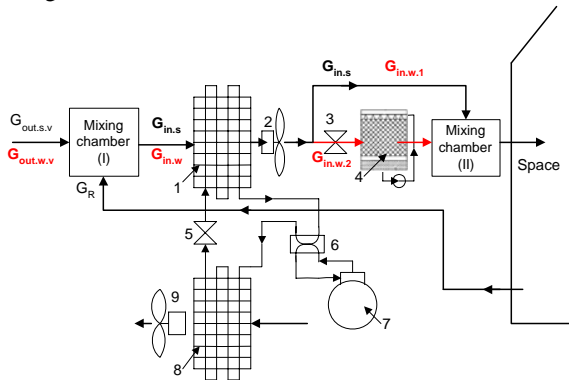 G_out.s.v
G_out.w.v
Mixing
chamber
(I)
G_R
G_in.s
G_in.w
1
2
G_in.s
G_in.w.1
3
G_in.w.2
4
Mixing
chamber
(II)
Space
5
6
7
8
9